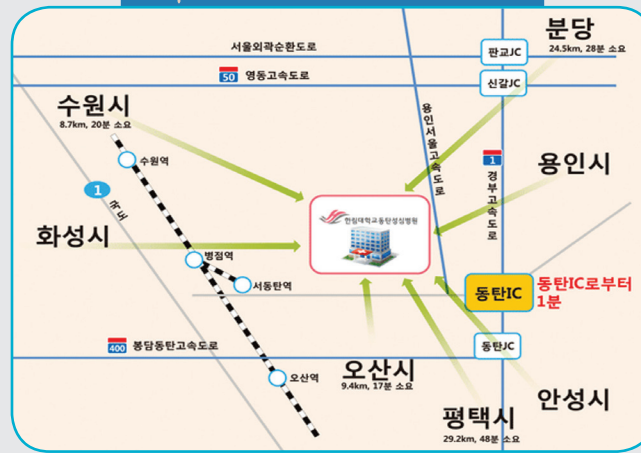 분당
24.5km, 28분 소요
서울외곽순환도로
판교JC
50 영동고속도로
신갈JC
수원시
8.7km, 20분 소요
용인서울고속도로
수원역
1
경부고속도로
용인시
1
국도
한림대학교동탄성심병원
화성시
병점역
서동탄역
동탄IC
동탄IC로부터
1분
400 봉담동탄고속도로
동탄JC
오산시
9.4km, 17분 소요
오산역
안성시
평택시
29.2km, 48분 소요